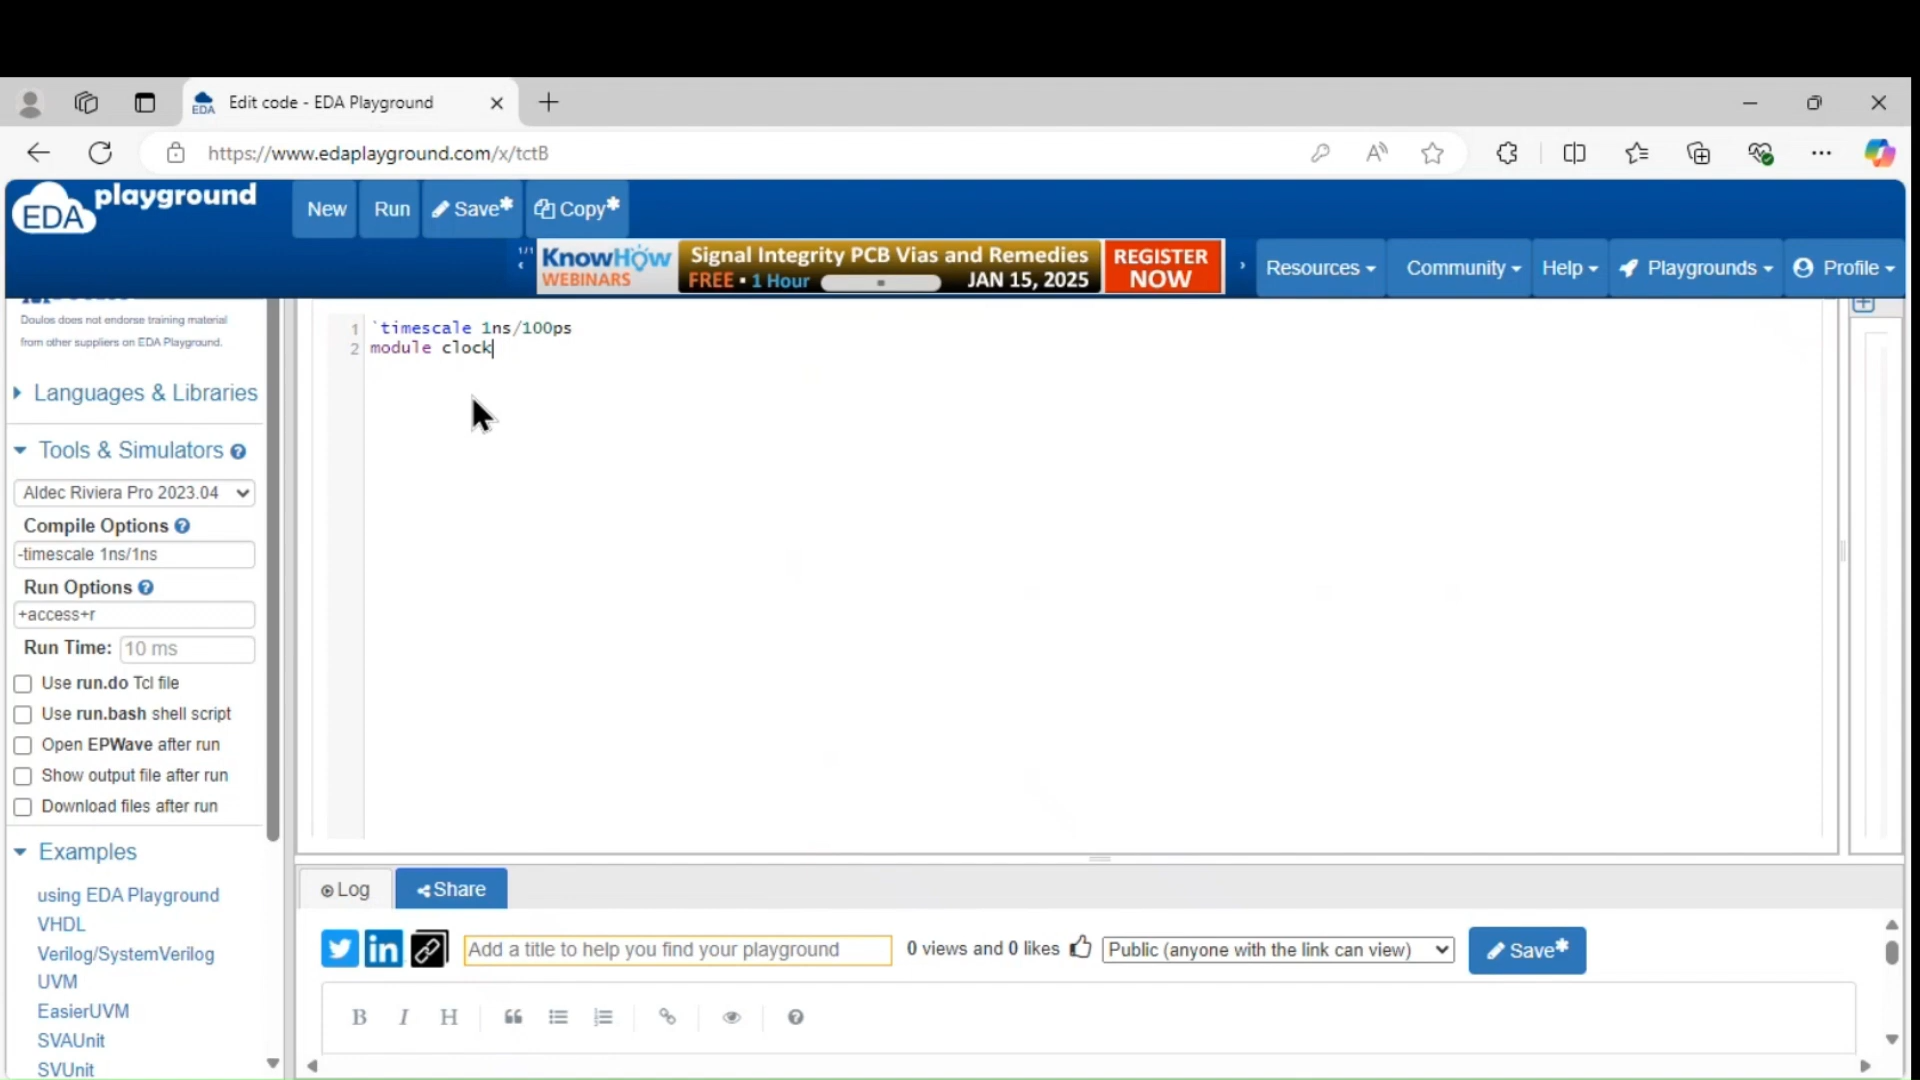 Edit code - EDA Playground
https://www.edaplayground.com/x/tctB
EDA playground
New Run Save* Copy*
1/1
KnowHow WEBINARS
Signal Integrity PCB Vias and Remedies
FREE • 1 Hour JAN 15, 2025
REGISTER NOW
Resources Community Help Playgrounds Profile
Doulos does not endorse training material
from other suppliers on EDA Playground.
Languages & Libraries
Tools & Simulators
Aldec Riviera Pro 2023.04
Compile Options
-timescale 1ns/1ns
Run Options
+access+r
Run Time: 10 ms
Use run.do Tcl file
Use run.bash shell script
Open EPWave after run
Show output file after run
Download files after run
Examples
using EDA Playground
VHDL
Verilog/SystemVerilog
UVM
EasierUVM
SVAUnit
SVUnit
1 `timescale 1ns/100ps
2 module clock
Log Share
Add a title to help you find your playground
0 views and 0 likes
Public (anyone with the link can view)
Save*
B I H